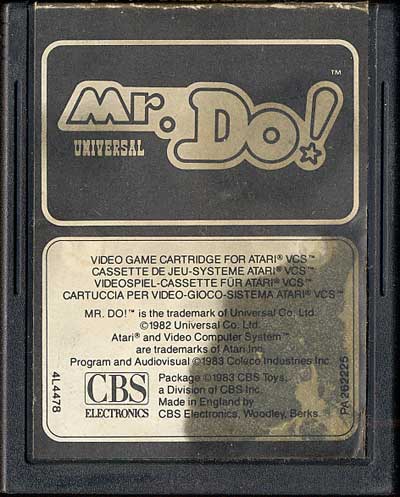 Mr. Do!™
UNIVERSAL
VIDEO GAME CARTRIDGE FOR ATARI® VCS™
CASSETTE DE JEU-SYSTEME ATARI® VCS™
VIDEOSPIEL-CASSETTE FÜR ATARI® VCS™
CARTUCCIA PER VIDEO-GIOCO-SISTEMA ATARI® VCS™
MR. DO!™ is the trademark of Universal Co. Ltd.
©1982 Universal Co. Ltd.
Atari® and Video Computer System™
are trademarks of Atari Inc.
Program and Audiovisual ©1983 Coleco Industries Inc.
4L4478
CBS
ELECTRONICS
Package ©1983 CBS Toys,
a Division of CBS Inc.
Made in England by
CBS Electronics, Woodley, Berks.
PA 262225